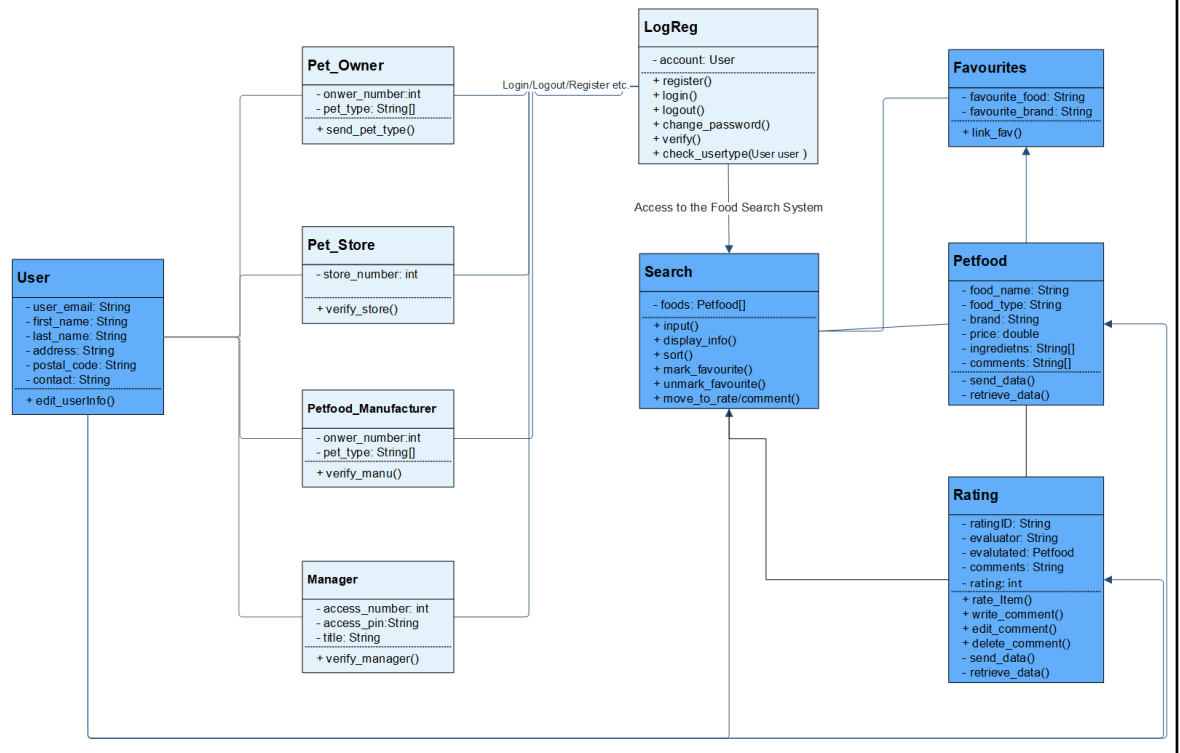 LogReg
- account: User
+ register()
+ login()
+ logout()
+ change_password()
+ verify()
+ check_usertype(User user )
Pet_Owner
- onwer_number:int
- pet_type: String[]
+ send_pet_type()
Login/Logout/Register etc.
Favourites
- favourite_food: String
- favourite_brand: String
+ link_fav()
Access to the Food Search System
Pet_Store
- store_number: int
+ verify_store()
User
- user_email: String
- first_name: String
- last_name: String
- address: String
- postal_code: String
- contact: String
+ edit_userInfo()
Search
- foods: Petfood[]
+ input()
+ display_info()
+ sort()
+ mark_favourite()
+ unmark_favourite()
+ move_to_rate/comment()
Petfood
- food_name: String
- food_type: String
- brand: String
- price: double
- ingredietns: String[]
- comments: String[]
- send_data()
- retrieve_data()
Petfood_Manufacturer
- onwer_number:int
- pet_type: String[]
+ verify_manu()
Rating
- ratingID: String
- evaluator: String
- evalutated: Petfood
- comments: String
- rating: int
+ rate_Item()
+ write_comment()
+ edit_comment()
+ delete_comment()
- send_data()
- retrieve_data()
Manager
- access_number: int
- access_pin:String
- title: String
+ verify_manager()